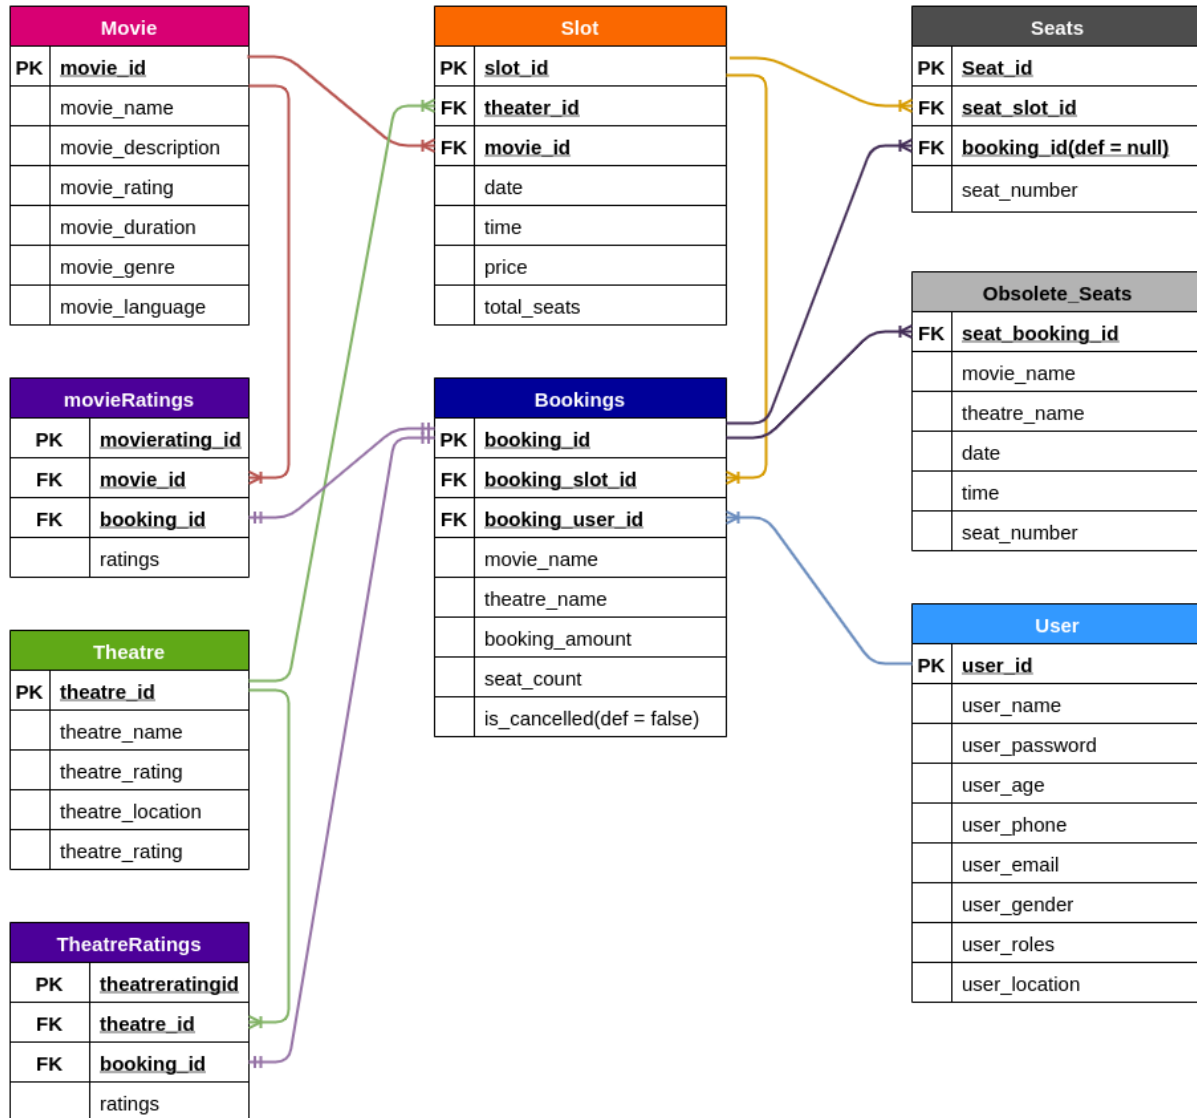 Movie
PK movie_id
movie_name
movie_description
movie_rating
movie_duration
movie_genre
movie_language
movieRatings
PK movierating_id
FK movie_id
FK booking_id
ratings
Theatre
PK theatre_id
theatre_name
theatre_rating
theatre_location
theatre_rating
TheatreRatings
PK theatreratingid
FK theatre_id
FK booking_id
ratings
Slot
PK slot_id
FK theater_id
FK movie_id
date
time
price
total_seats
Bookings
PK booking_id
FK booking_slot_id
FK booking_user_id
movie_name
theatre_name
booking_amount
seat_count
is_cancelled(def = false)
Seats
PK Seat_id
FK seat_slot_id
FK booking_id(def = null)
seat_number
Obsolete_Seats
FK seat_booking_id
movie_name
theatre_name
date
time
seat_number
User
PK user_id
user_name
user_password
user_age
user_phone
user_email
user_gender
user_roles
user_location